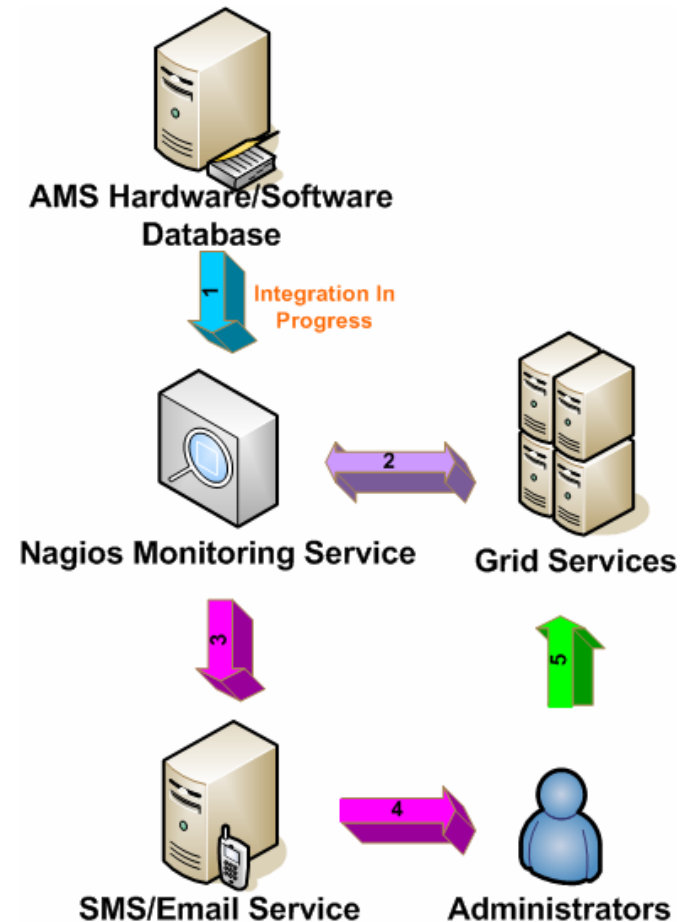 AMS Hardware/Software
Database
1
Integration In
Progress
2
Nagios Monitoring Service
Grid Services
3
5
4
SMS/Email Service
Administrators